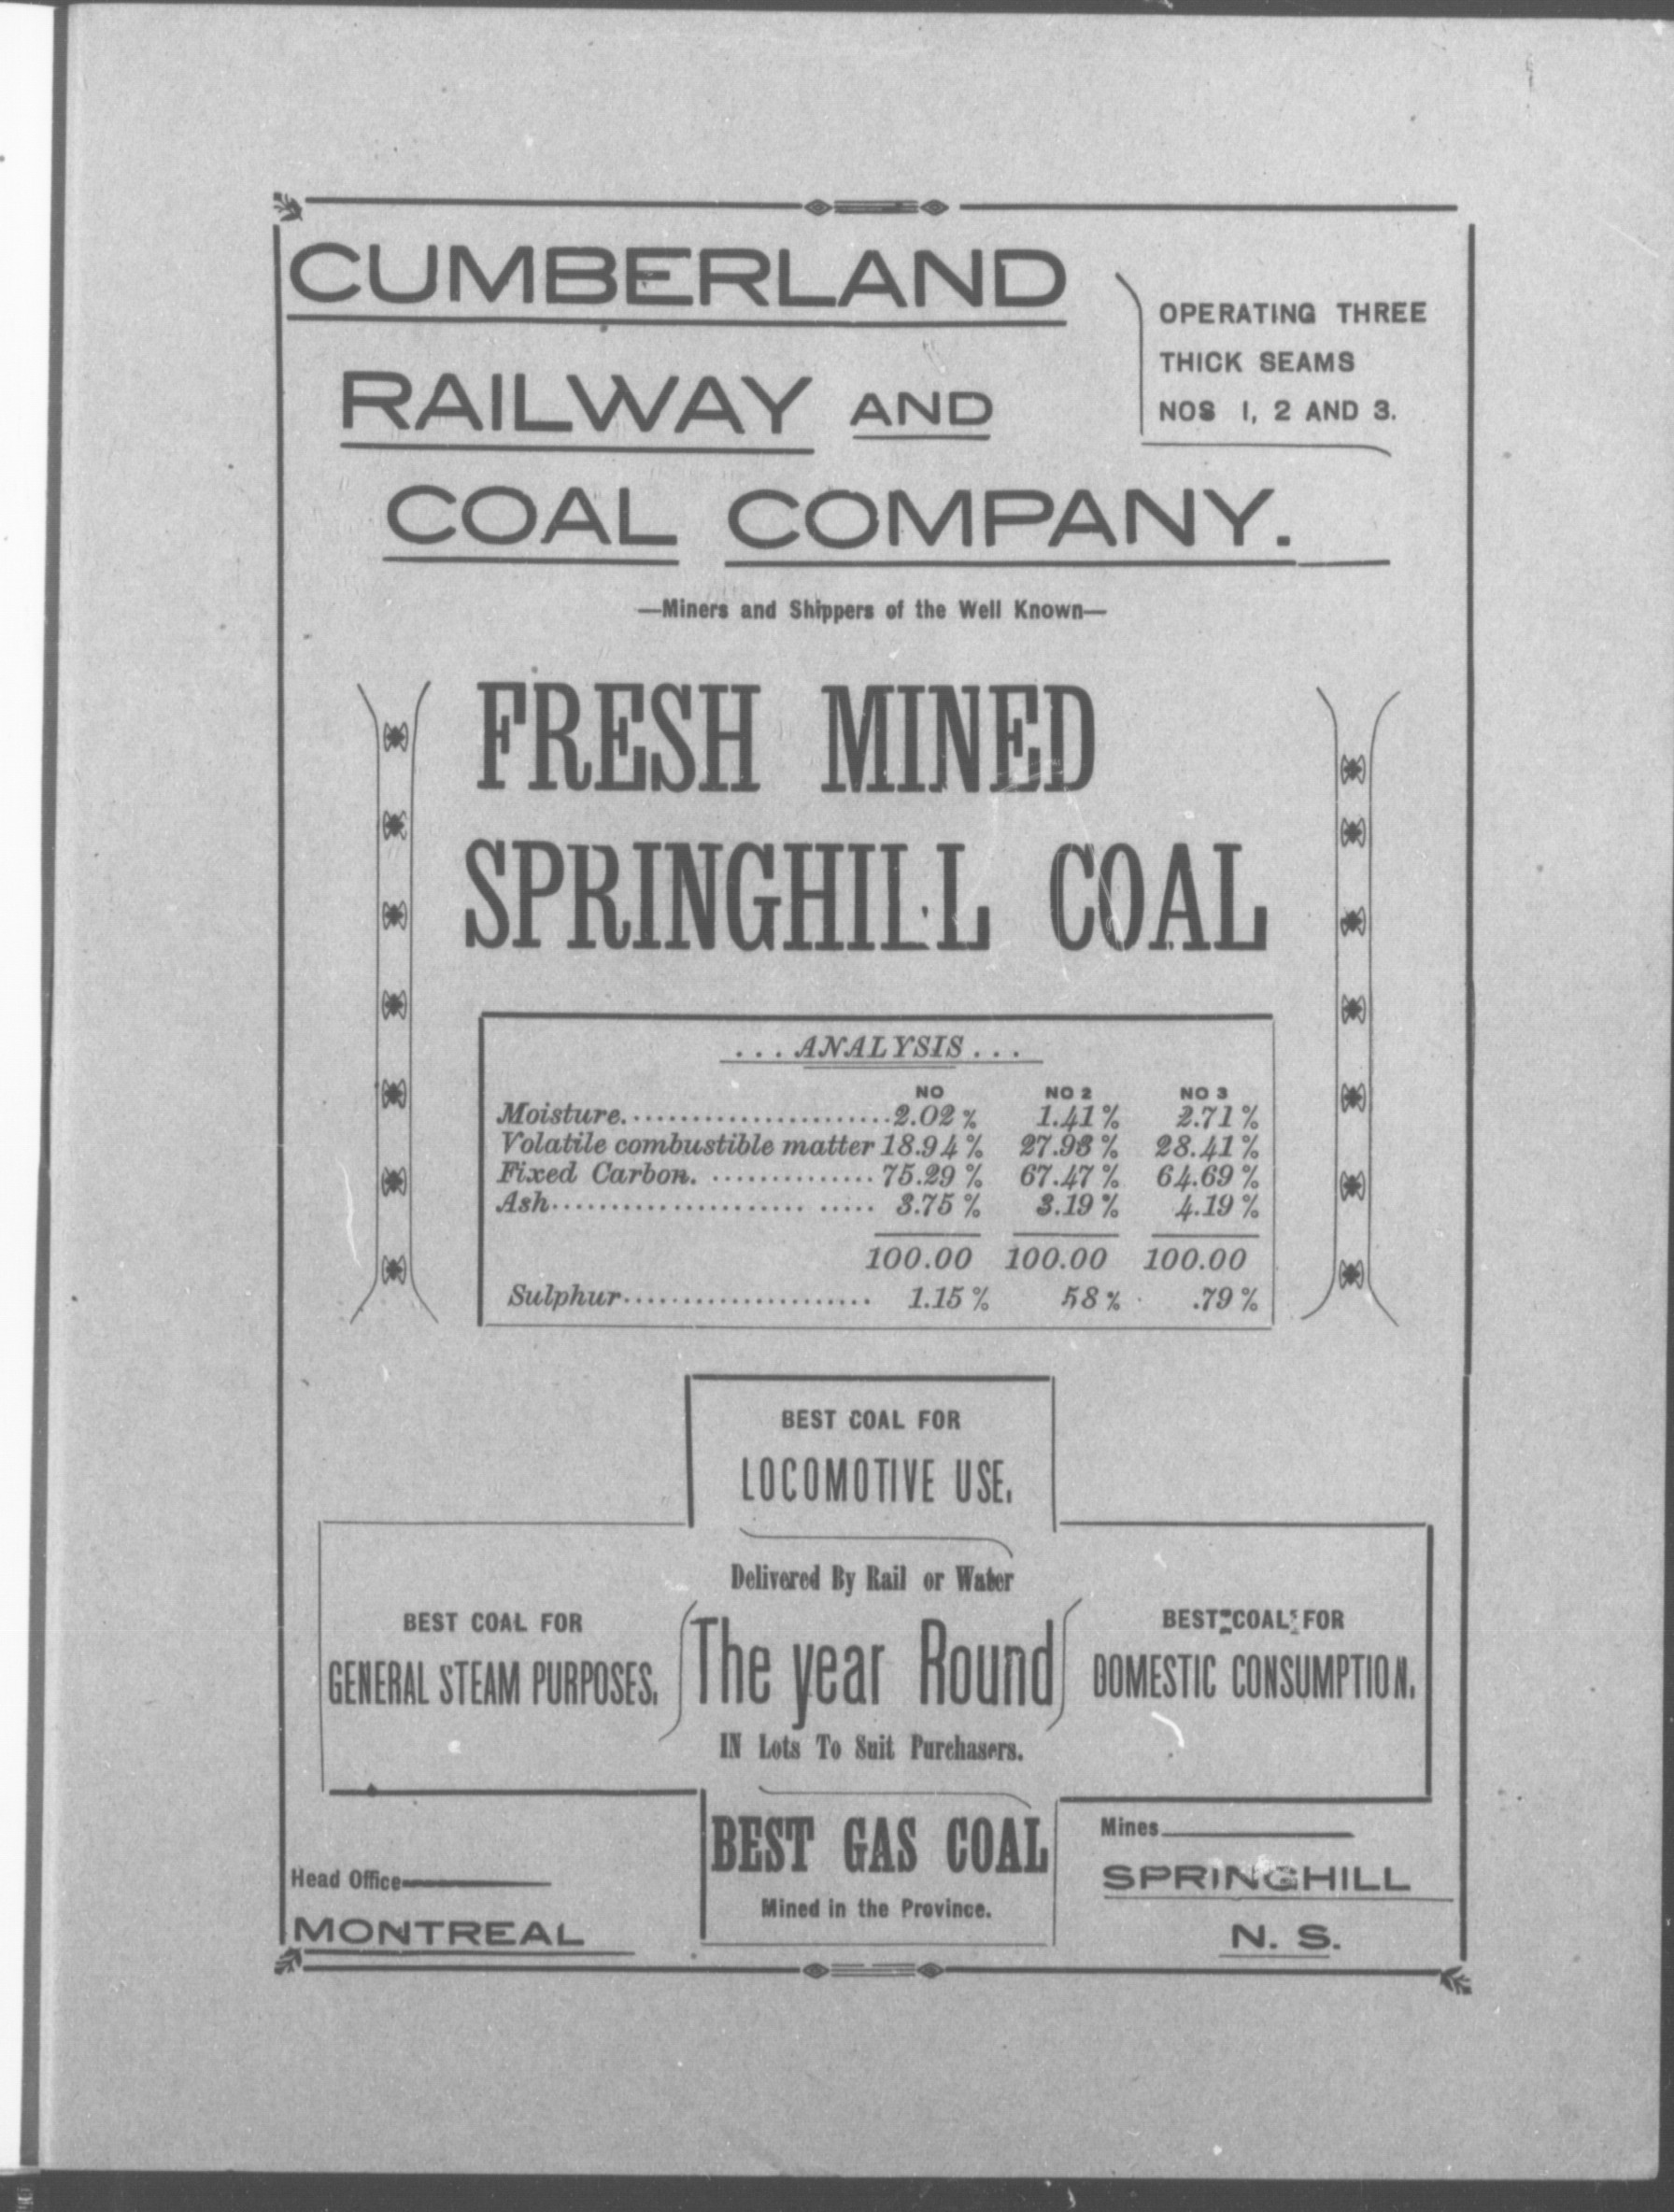 CUMBERLAND
RAILWAY AND
COAL COMPANY.
OPERATING THREE
THICK SEAMS
NOS 1, 2 AND 3.
—Miners and Shippers of the Well Known—
FRESH MINED
SPRINGHILL COAL
...ANALYSIS...
NO NO 2 NO 3
Moisture........................2.02% 1.41% 2.71%
Volatile combustible matter 18.94% 27.93% 28.41%
Fixed Carbon. .............. 75.29% 67.47% 64.69%
Ash..................... ..... 3.75% 3.19% 4.19%
100.00 100.00 100.00
Sulphur..................... 1.15% 58% .79%
BEST COAL FOR
LOCOMOTIVE USE,
BEST COAL FOR
GENERAL STEAM PURPOSES,
Delivered By Rail or Water
The year Round
IN Lots To Suit Purchasers.
BEST COAL FOR
DOMESTIC CONSUMPTION,
BEST GAS COAL
Mined in the Province.
Head Office
MONTREAL
Mines
SPRINGHILL
N. S.